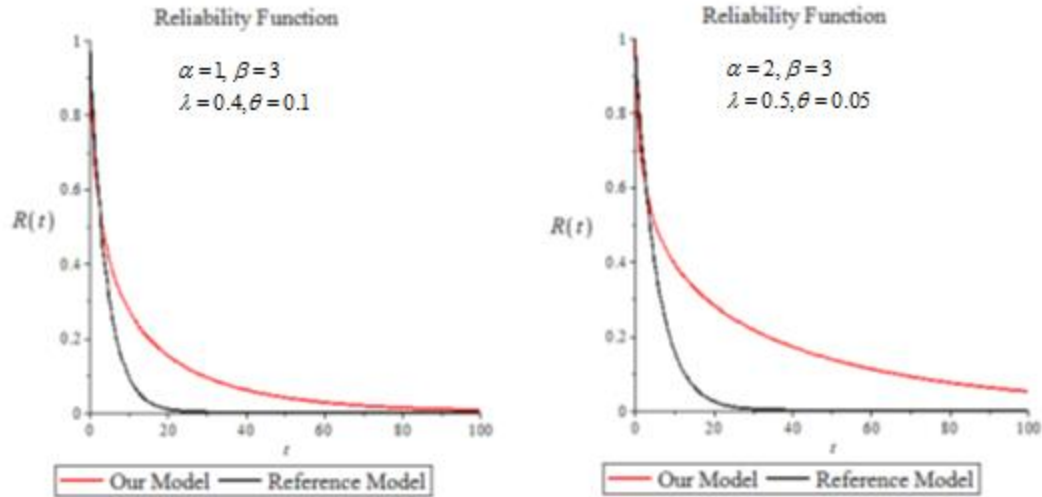 Reliability Function
1
α = 1, β = 3
λ = 0.4, θ = 0.1
0.8
0.6
R(t)
0.4
0.2
0
0 20 40 60 80 100
t
Our Model Reference Model
Reliability Function
1
α = 2, β = 3
λ = 0.5, θ = 0.05
0.8
0.6
R(t)
0.4
0.2
0
0 20 40 60 80 100
t
Our Model Reference Model